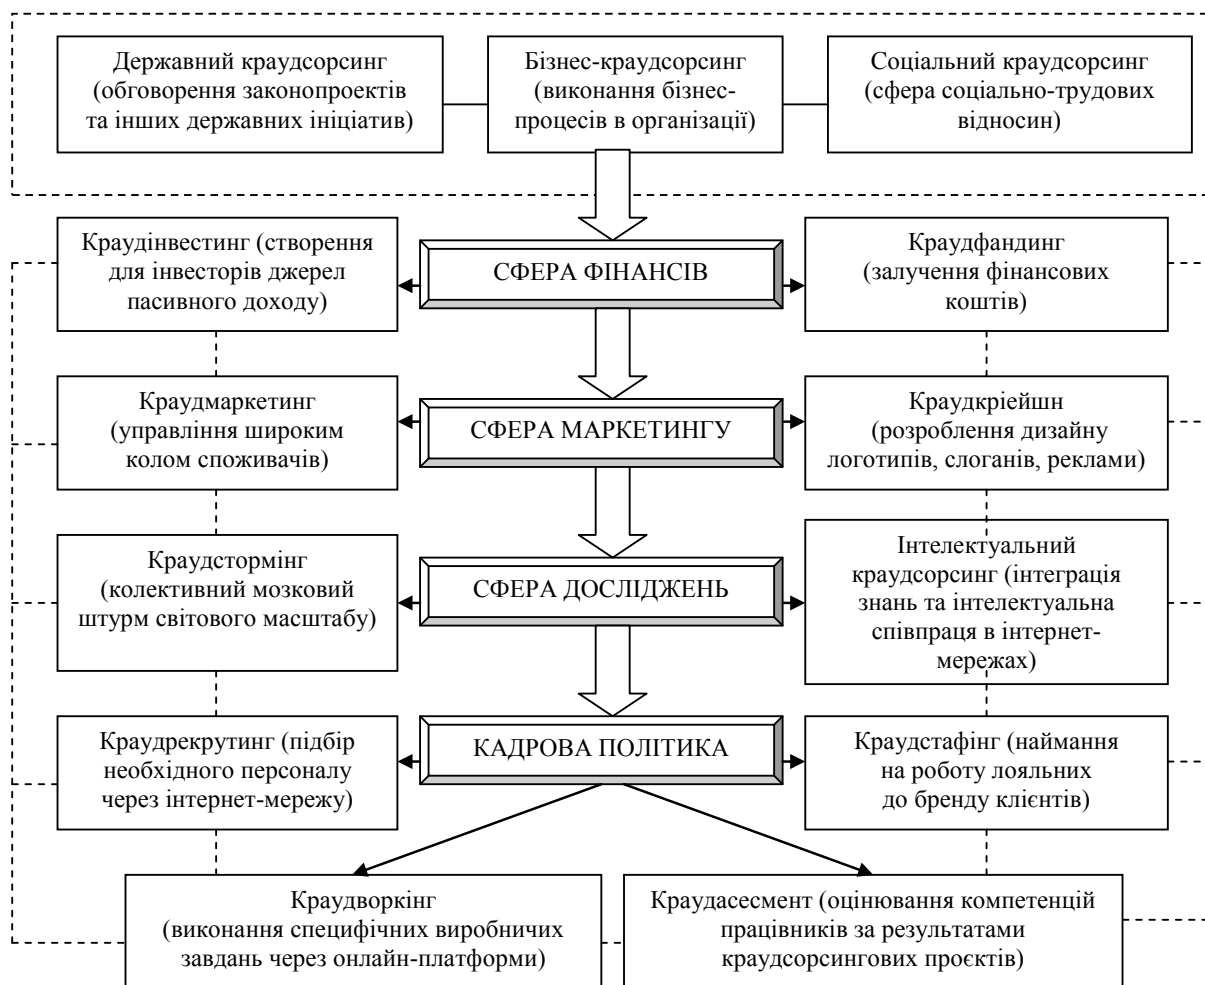 Державний краудсорсинг
(обговорення законопроектів
та інших державних ініціатив)
Бізнес-краудсорсинг
(виконання бізнес-
процесів в організації)
Соціальний краудсорсинг
(сфера соціально-трудових
відносин)
Краудінвестинг (створення
для інвесторів джерел
пасивного доходу)
СФЕРА ФІНАНСІВ
Краудфандинг
(залучення фінансових
коштів)
Краудмаркетинг
(управління широким
колом споживачів)
СФЕРА МАРКЕТИНГУ
Краудкріейшн
(розроблення дизайну
логотипів, слоганів, реклами)
Краудстормінг
(колективний мозковий
штурм світового масштабу)
СФЕРА ДОСЛІДЖЕНЬ
Інтелектуальний
краудсорсинг (інтеграція
знань та інтелектуальна
співпраця в інтернет-
мережах)
Краудрекрутинг (підбір
необхідного персоналу
через інтернет-мережу)
КАДРОВА ПОЛІТИКА
Краудстафінг (наймання
на роботу лояльних
до бренду клієнтів)
Краудворкінг
(виконання специфічних виробничих
завдань через онлайн-платформи)
Краудасесмент (оцінювання компетенцій
працівників за результатами
краудсорсингових проєктів)